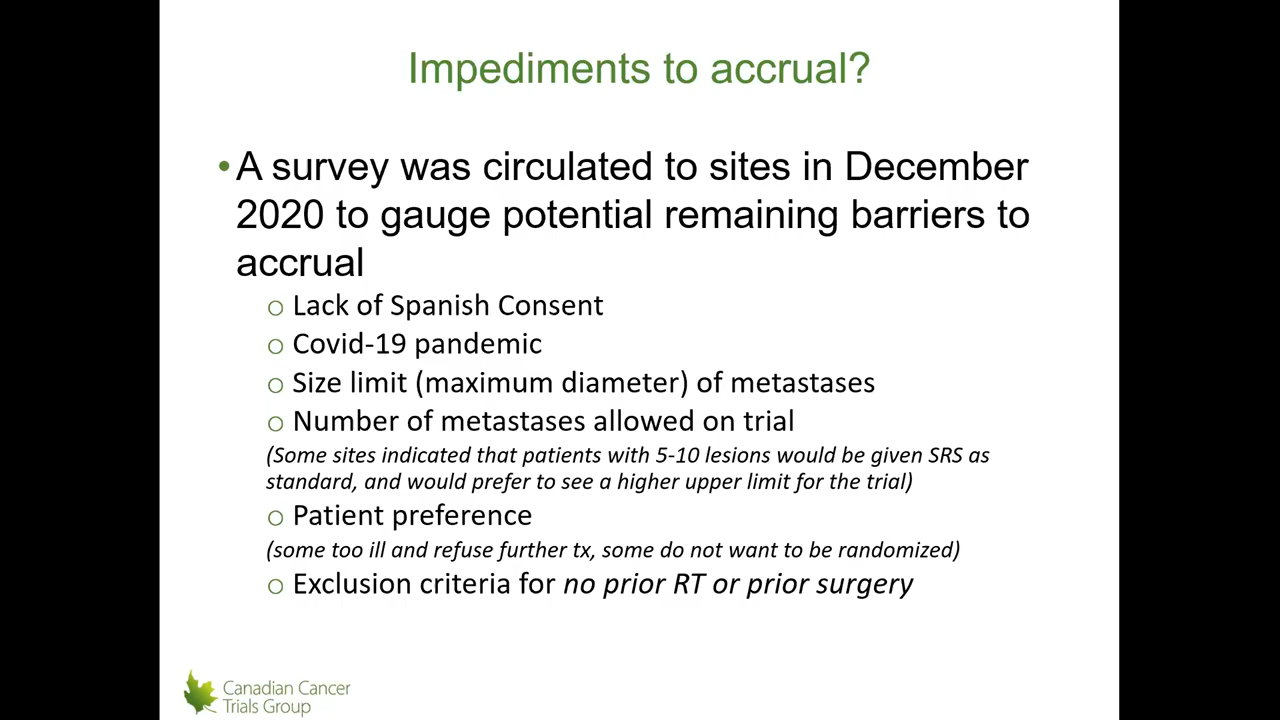 Impediments to accrual?
• A survey was circulated to sites in December
2020 to gauge potential remaining barriers to
accrual
o Lack of Spanish Consent
o Covid-19 pandemic
o Size limit (maximum diameter) of metastases
o Number of metastases allowed on trial
(Some sites indicated that patients with 5-10 lesions would be given SRS as
standard, and would prefer to see a higher upper limit for the trial)
o Patient preference
(some too ill and refuse further tx, some do not want to be randomized)
o Exclusion criteria for no prior RT or prior surgery
Canadian Cancer
Trials Group